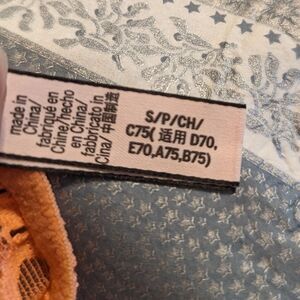 made in
China/
fabriqué en
Chine/hecho
en China/
fabbricato in
Cina/中国制造
S/P/CH/
C75(适用 D70,
E70,A75,B75)